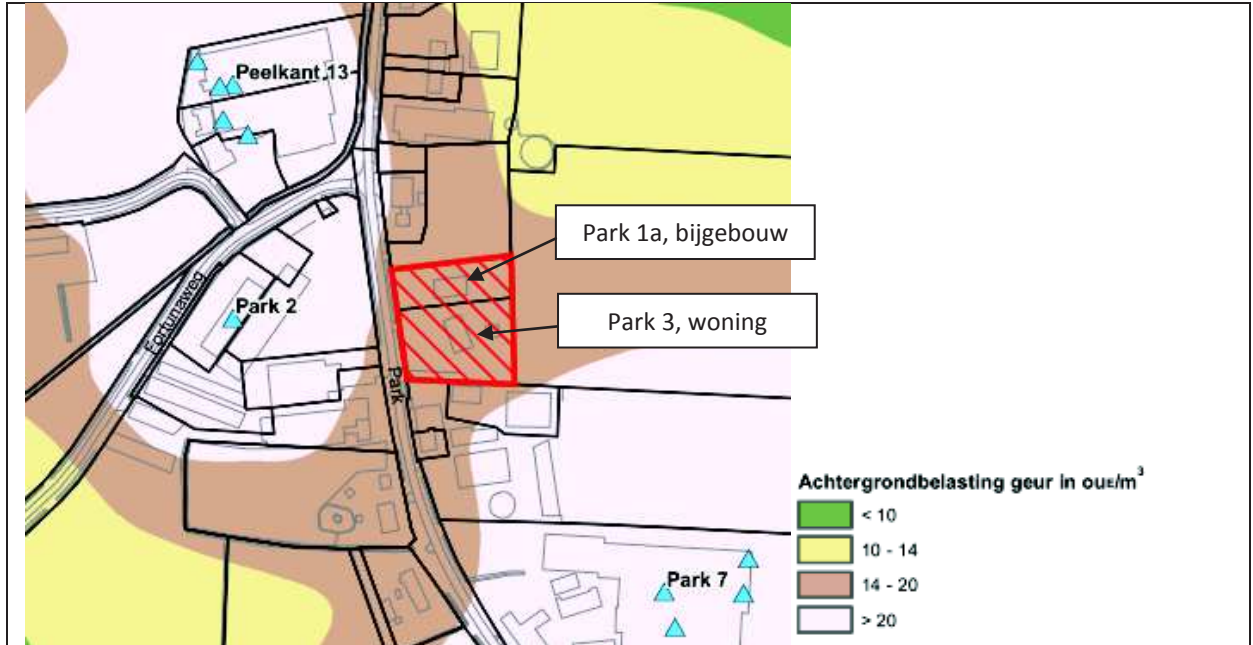 Peelkant 13
Park 1a, bijgebouw
Park 2
Fortunaweg
Park 3, woning
Park
Park 7
Achtergrondbelasting geur in ouE/m³
< 10
10 - 14
14 - 20
> 20